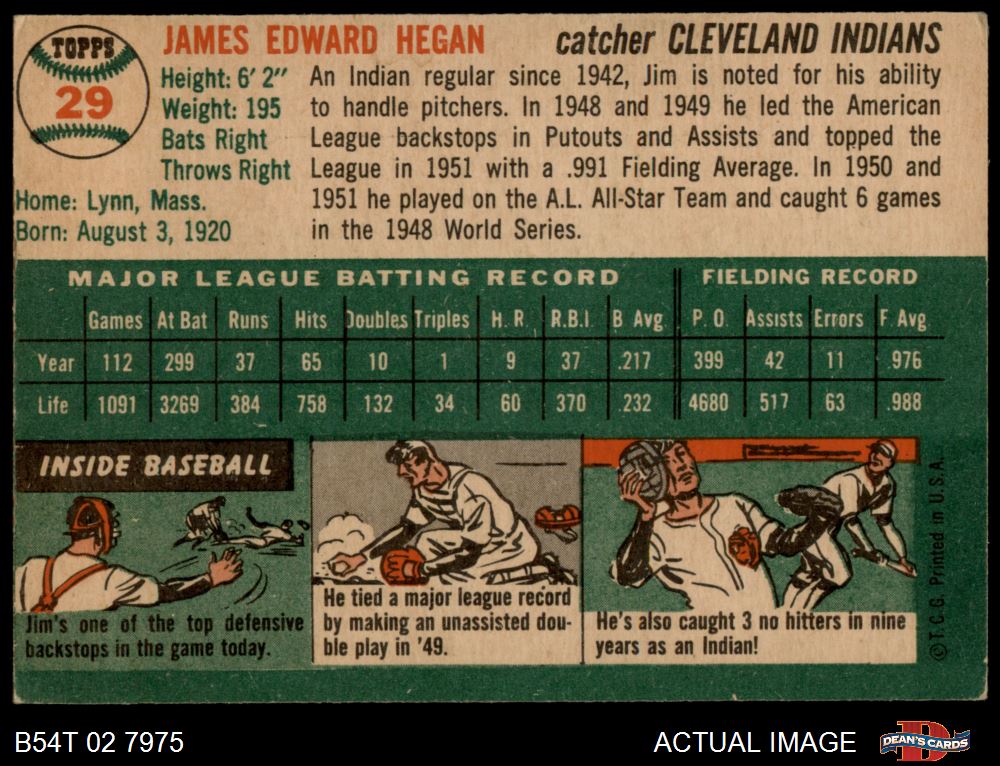 TOPPS
29
JAMES EDWARD HEGAN
catcher CLEVELAND INDIANS
Height: 6' 2"
Weight: 195
Bats Right
Throws Right
Home: Lynn, Mass.
Born: August 3, 1920
An Indian regular since 1942, Jim is noted for his ability
to handle pitchers. In 1948 and 1949 he led the American
League backstops in Putouts and Assists and topped the
League in 1951 with a .991 Fielding Average. In 1950 and
1951 he played on the A.L. All-Star Team and caught 6 games
in the 1948 World Series.
MAJOR LEAGUE BATTING RECORD FIELDING RECORD
Games At Bat Runs Hits Doubles Triples H. R. R.B.I. B Avg. P. O. Assists Errors F. Avg
Year 112 299 37 65 10 1 9 37 .217 399 42 11 .976
Life 1091 3269 384 758 132 34 60 370 .232 4680 517 63 .988
INSIDE BASEBALL
Jim's one of the top defensive
backstops in the game today.
He tied a major league record
by making an unassisted dou-
ble play in '49.
He's also caught 3 no hitters in nine
years as an Indian!
© T.C.G. Printed in U.S.A.
B54T 02 7975
ACTUAL IMAGE
D
DEAN'S CARDS